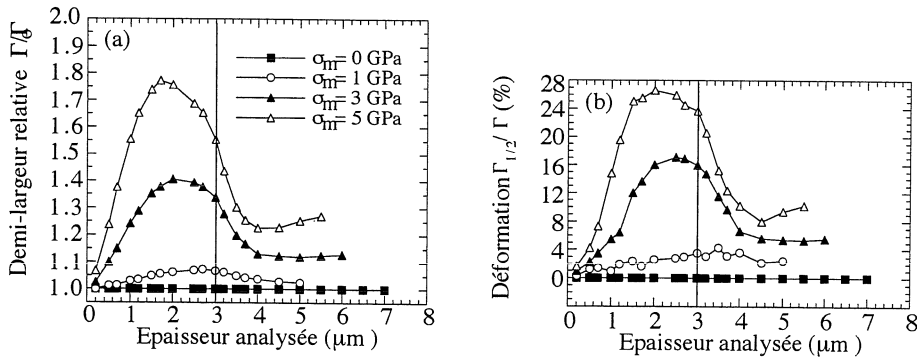 Demi-largeur relative Γ/Γ₀
2.0
1.8
1.7
1.6
1.5
1.4
1.3
1.2
1.1
1.0
(a)
σm= 0 GPa
σm= 1 GPa
σm= 3 GPa
σm= 5 GPa
0 1 2 3 4 5 6 7 8
Epaisseur analysée (μm)
Déformation Γ1/2 / Γ (%)
28
24
20
16
12
8
4
0
(b)
0 1 2 3 4 5 6 7 8
Epaisseur analysée (μm)